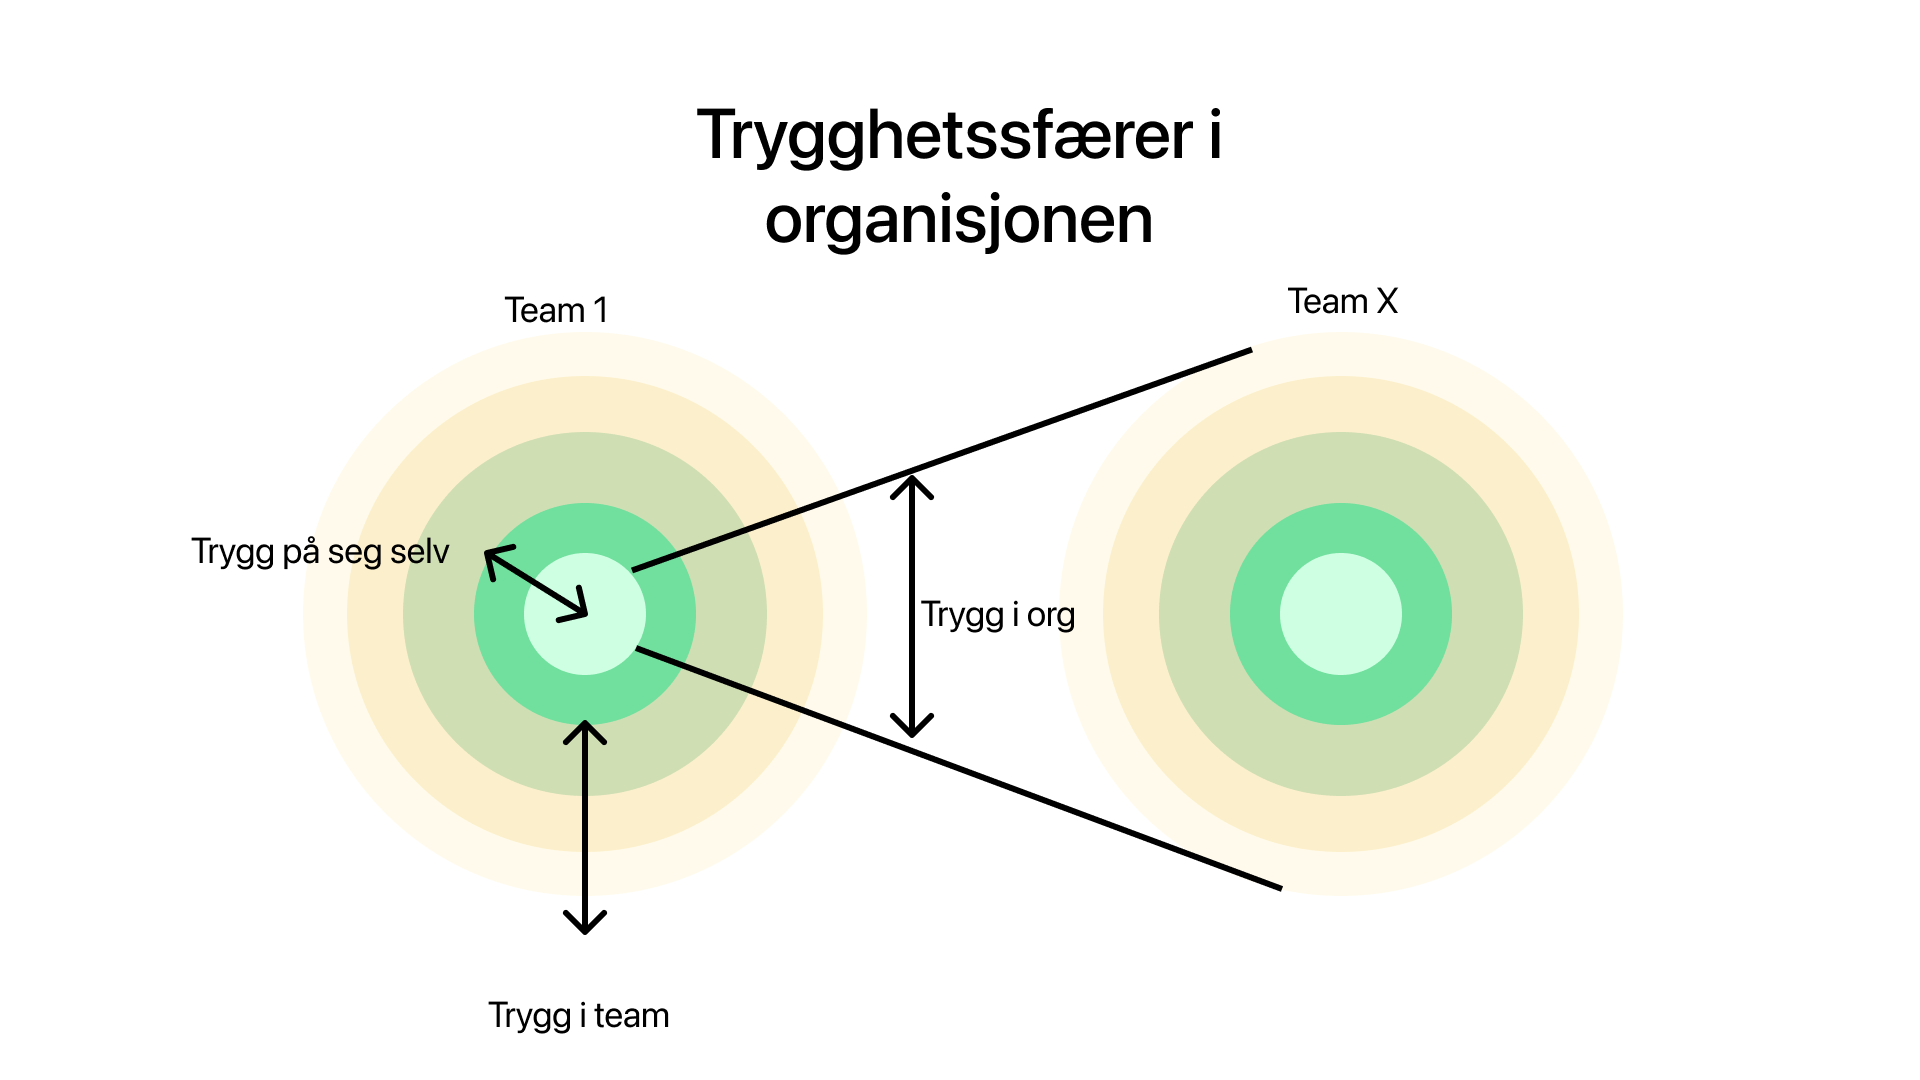 Trygghetssfærer i
organisjonen
Team 1
Team X
Trygg på seg selv
Trygg i org
Trygg i team